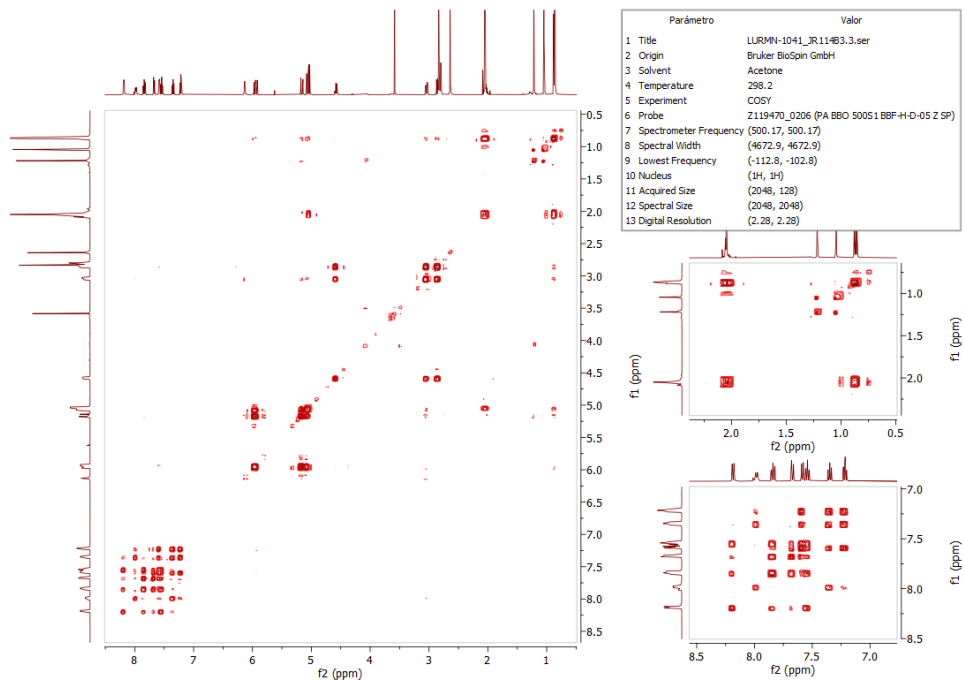 Parámetro Valor
1 Title LURMN-1041_JR114B3.3.ser
2 Origin Bruker BioSpin GmbH
3 Solvent Acetone
4 Temperature 298.2
5 Experiment COSY
6 Probe Z119470_0206 (PA BBO 500S1 BBF-H-D-05 Z SP)
7 Spectrometer Frequency (500.17, 500.17)
8 Spectral Width (4672.9, 4672.9)
9 Lowest Frequency (-112.8, -102.8)
10 Nucleus (1H, 1H)
11 Acquired Size (2048, 128)
12 Spectral Size (2048, 2048)
13 Digital Resolution (2.28, 2.28)
0.5
1.0
1.5
2.0
2.5
3.0
3.5
4.0
4.5
5.0
5.5
6.0
6.5
7.0
7.5
8.0
8.5
f1 (ppm)
8 7 6 5 4 3 2 1
f2 (ppm)
1.0
2.0
f1 (ppm)
2.0 1.5 1.0 0.5
f2 (ppm)
7.0
7.5
8.0
8.5
f1 (ppm)
8.5 8.0 7.5 7.0
f2 (ppm)